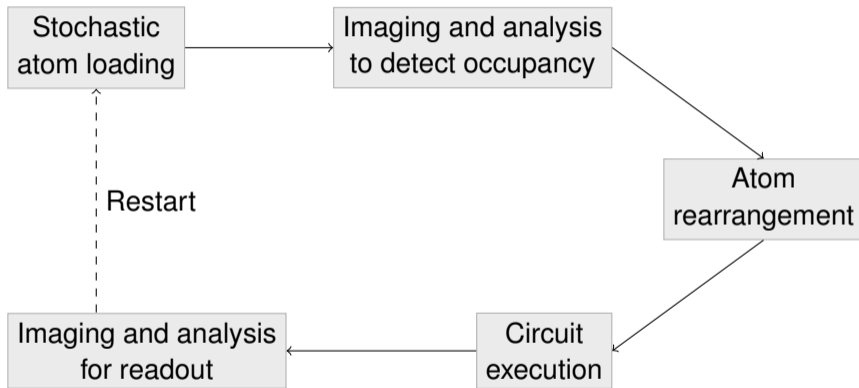 Stochastic
atom loading
Imaging and analysis
to detect occupancy
Atom
rearrangement
Restart
Imaging and analysis
for readout
Circuit
execution